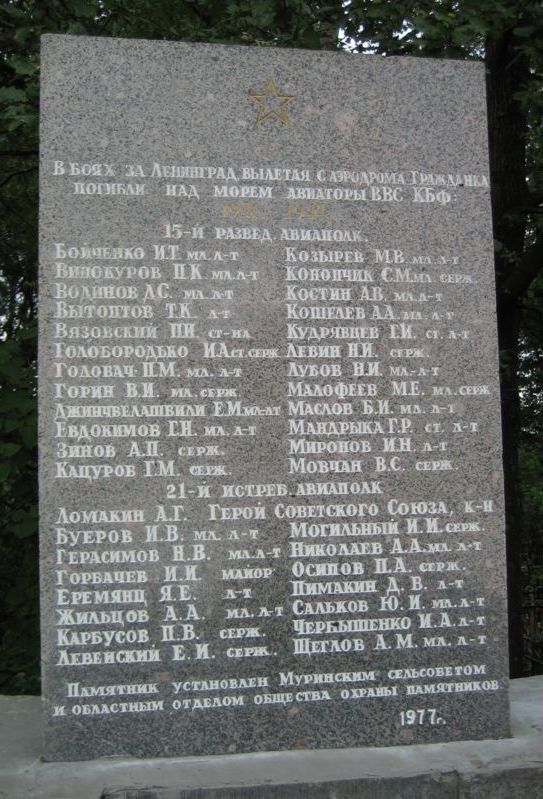 В боях за Ленинград, вылетая с аэродрома Гражданка
погибли над морем авиаторы ВВС КБФ:
15-й развед. авиаполк.
Бойченко И.Т. мл. л-т
Винокуров П.К. мл. л-т
Водинов Д.С. мл. л-т
Вытоптов Т.К. л-т
Вязовский П.И. ст-на
Голобородько И.А. ст. серж
Головач П.М. мл. л-т
Горин В.И. мл. серж
Джинчвелашвили Е.М. мл-лт
Евдокимов Г.Н. мл. л-т
Зинов А.П. серж.
Кацуров Г.М. серж.
Козырев М.В. мл. л-т
Конопчик С.М. мл. серж.
Костин А.В. мл. л-т
Кошелев А.А. мл. л-т
Кудрявцев Г.И. ст. л-т
Левин Н.И. серж.
Лубов Н.И. мл. л-т
Малофеев М.Е. мл. серж
Маслов Б.И. мл. л-т
Мандрыка Г.Р. ст. л-т
Миронов И.Н. л-т
Мовчан В.С. серж.
21-й истреб. авиаполк
Ломакин А.Г. Герой Советского Союза, к-н
Буеров И.В. мл. л-т
Герасимов Н.В. мл. л-т
Горбачев И.И. майор
Еремянц Я.Е. л-т
Жильцов А.А. мл. л-т
Карбусов П.В. серж.
Левейский Е.И. серж.
Могильный И.И. серж.
Николаев Д.А. мл. л-т
Осипов П.А. серж.
Пимакин Д.В. л-т
Сальков Ю.И. мл. л-т
Чернышенко И.А. л-т
Щеглов А.М. мл. л-т
Памятник установлен Муринским сельсоветом
и областным отделом общества охраны памятников
1977г.